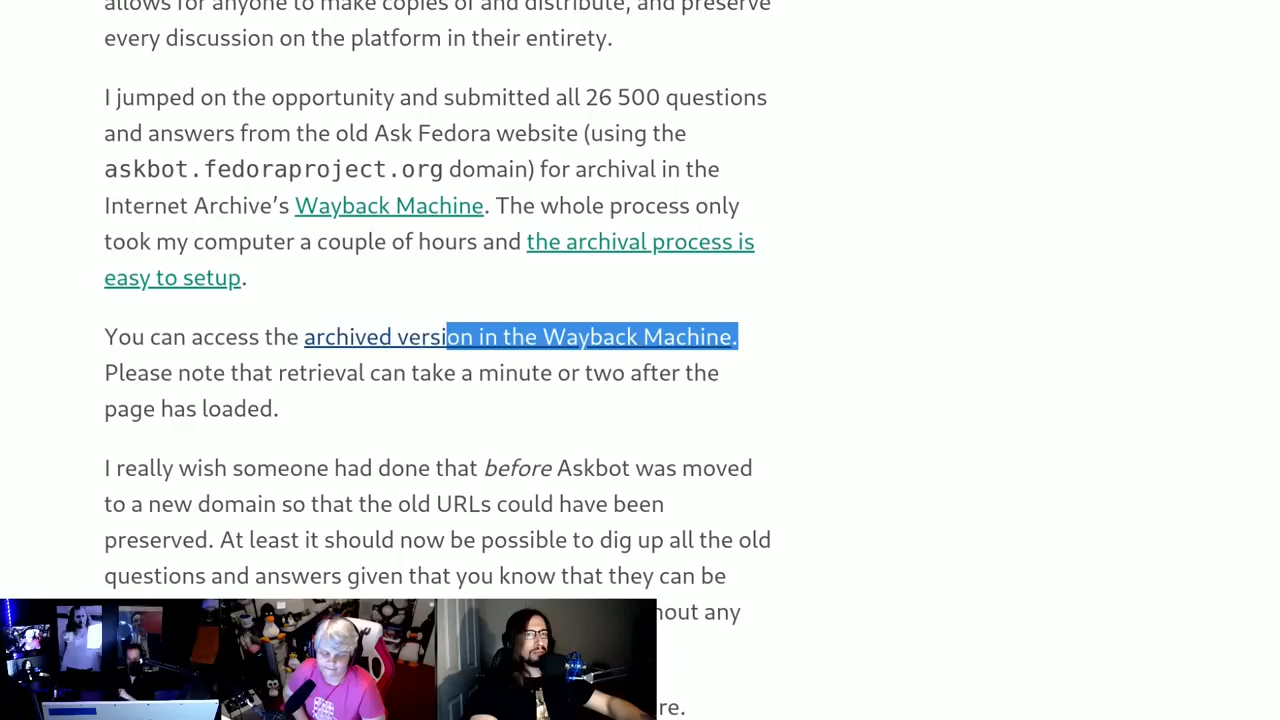 allows for anyone to make copies of and distribute, and preserve
every discussion on the platform in their entirety.
I jumped on the opportunity and submitted all 26 500 questions
and answers from the old Ask Fedora website (using the
askbot.fedoraproject.org domain) for archival in the
Internet Archive’s Wayback Machine. The whole process only
took my computer a couple of hours and the archival process is
easy to setup.
You can access the archived version in the Wayback Machine.
Please note that retrieval can take a minute or two after the
page has loaded.
I really wish someone had done that before Askbot was moved
to a new domain so that the old URLs could have been
preserved. At least it should now be possible to dig up all the old
questions and answers given that you know that they can be
hout any
re.